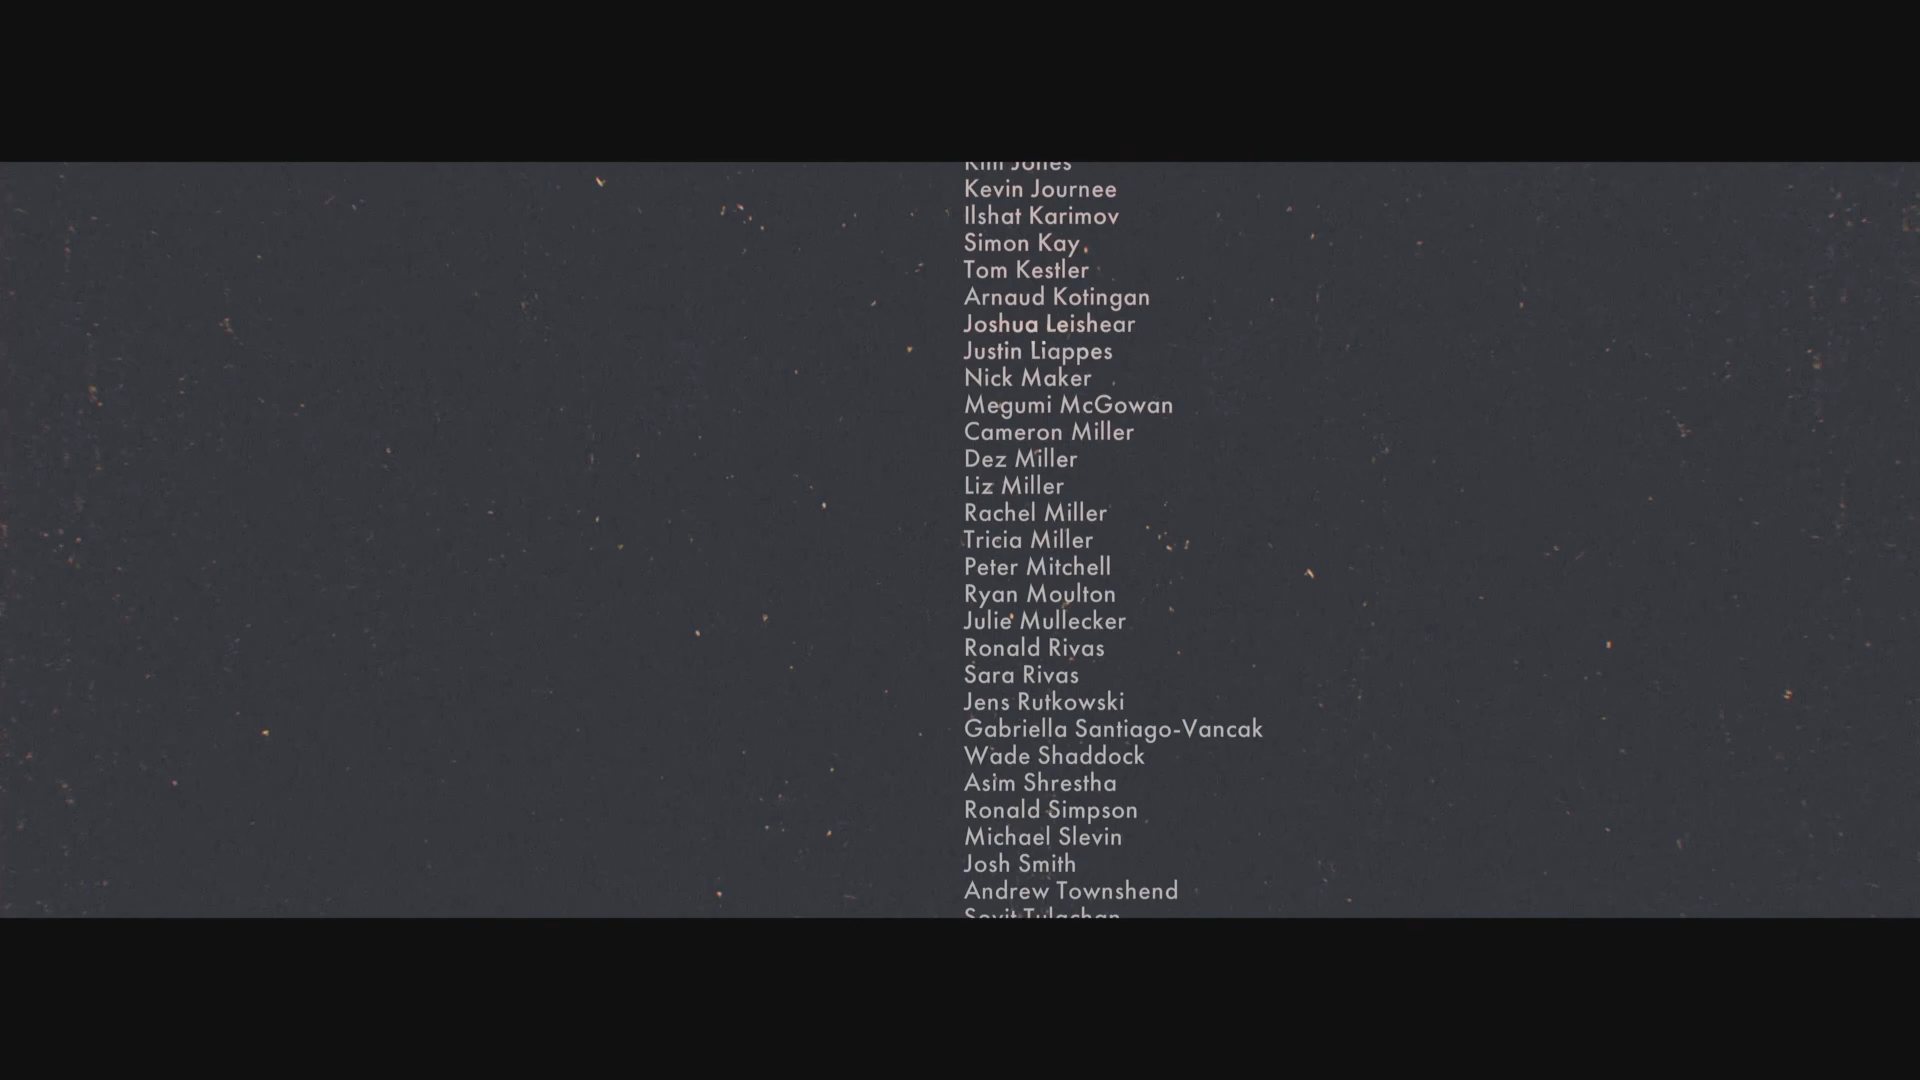 Kim Jones
Kevin Journee
Ilshat Karimov
Simon Kay
Tom Kestler
Arnaud Kotingan
Joshua Leishear
Justin Liappes
Nick Maker
Megumi McGowan
Cameron Miller
Dez Miller
Liz Miller
Rachel Miller
Tricia Miller
Peter Mitchell
Ryan Moulton
Julie Mullecker
Ronald Rivas
Sara Rivas
Jens Rutkowski
Gabriella Santiago-Vancak
Wade Shaddock
Asim Shrestha
Ronald Simpson
Michael Slevin
Josh Smith
Andrew Townshend